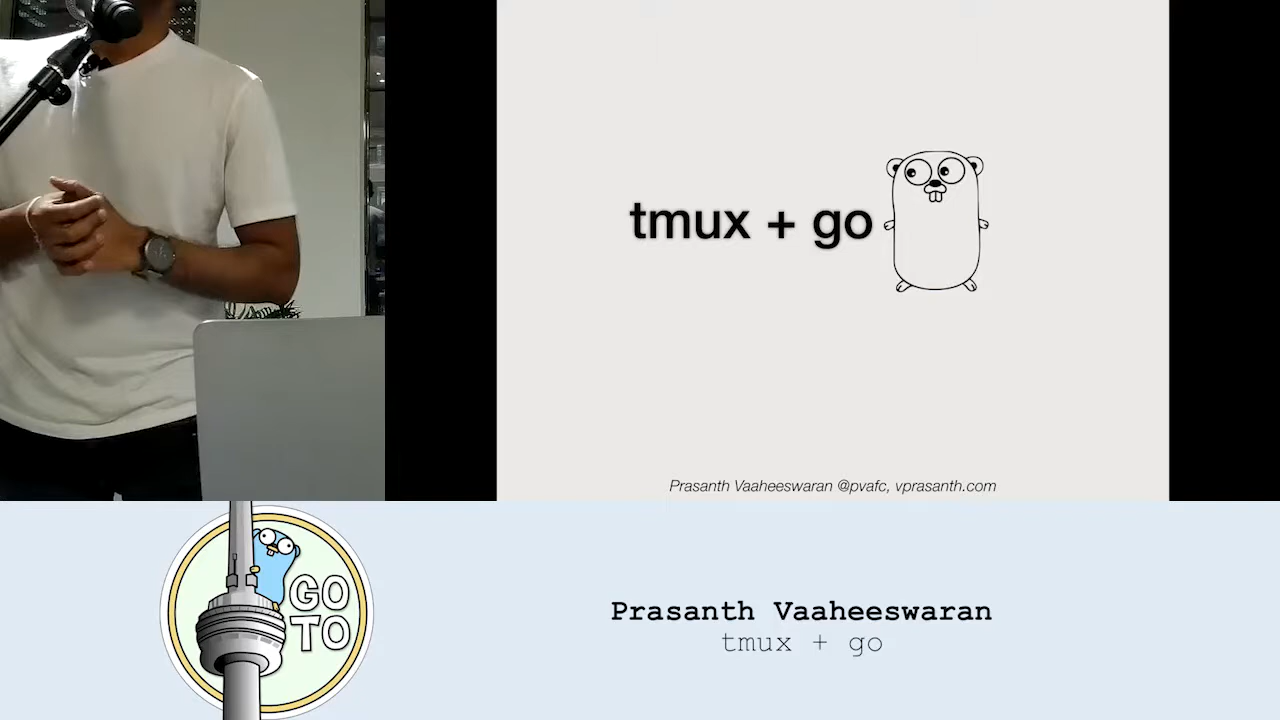 tmux + go
Prasanth Vaaheeswaran @pvafc, vprasanth.com
GO
TO
Prasanth Vaaheeswaran
tmux + go